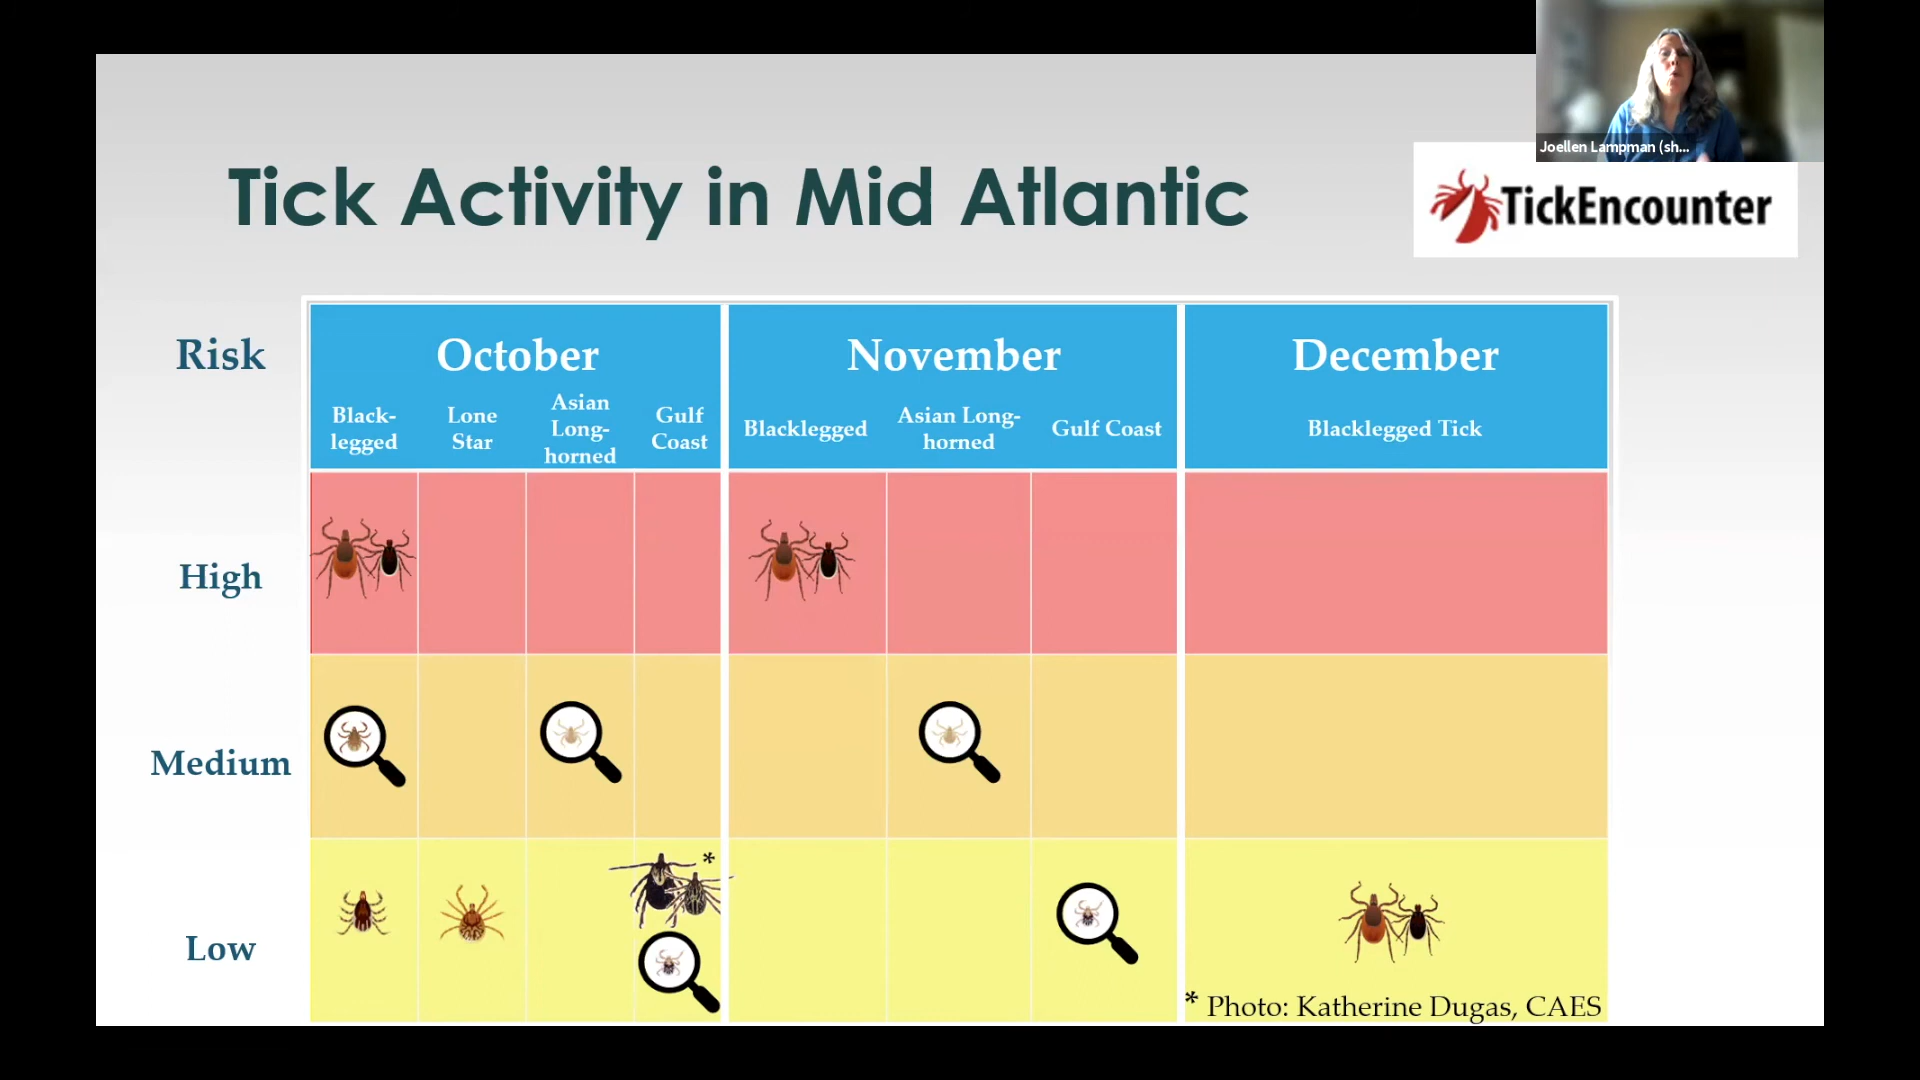 Joellen Lampman (sh...
Tick Activity in Mid Atlantic
TickEncounter
Risk
October
November
December
Black-
legged
Lone
Star
Asian
Long-
horned
Gulf
Coast
Blacklegged
Asian Long-
horned
Gulf Coast
Blacklegged Tick
High
Medium
Low
*
* Photo: Katherine Dugas, CAES